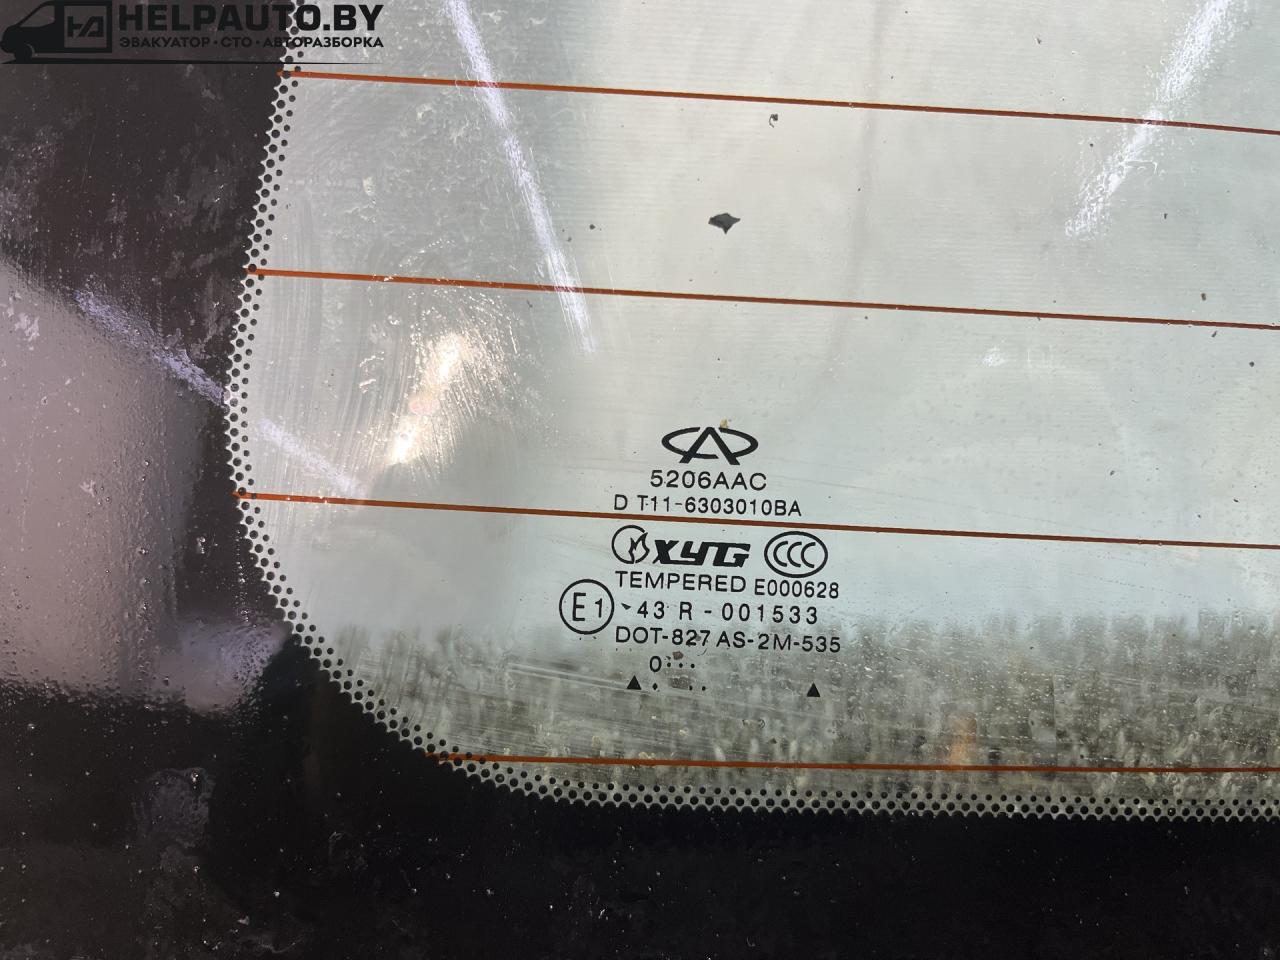 HELPAUTO.BY
ЭВАКУАТОР · СТО · АВТОРАЗБОРКА
5206AAC
D T11-6303010BA
XYG CCC
TEMPERED E000628
E1 43 R - 001533
DOT-827 AS-2M-535
0